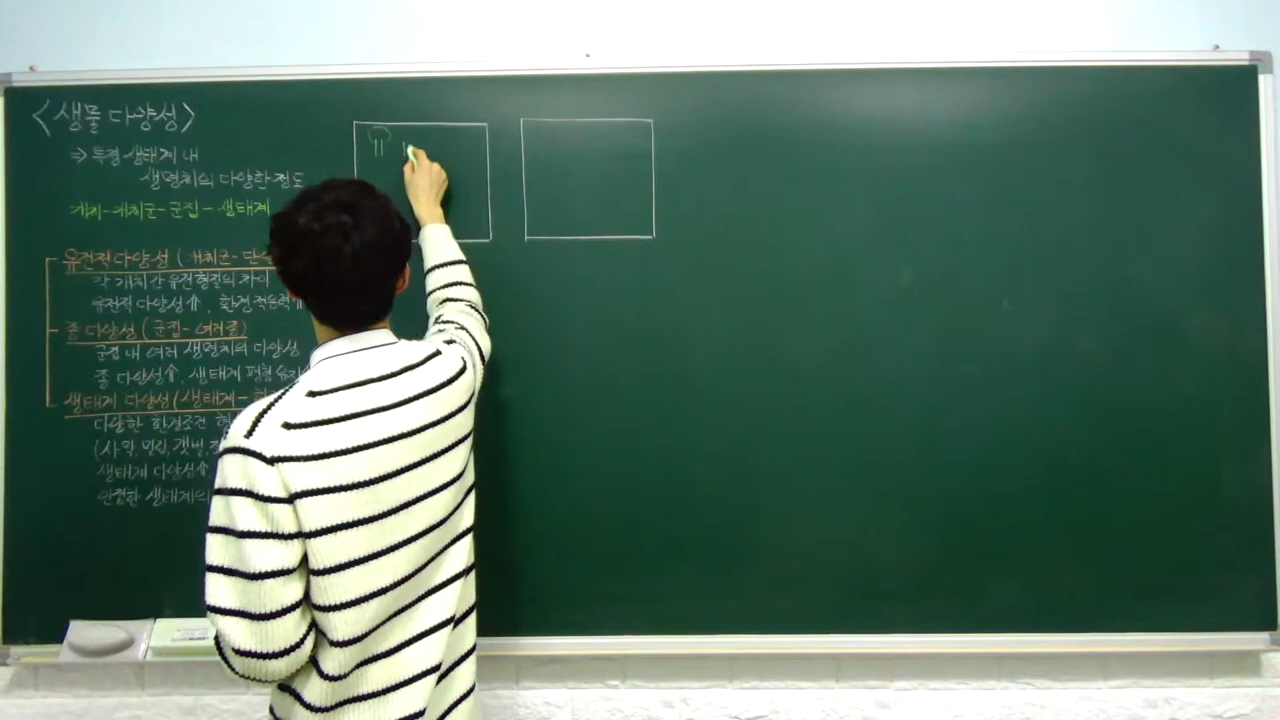 <생물 다양성>
⇒ 특정 생태계 내
생명체의 다양한 정도
개체-개체군-군집-생태계
유전적 다양성 (개체군-단
각 개체 간 유전형질의 차이
유전적 다양성⇑, 환경 적응력⇑
종 다양성 (군집-여러종)
군집 내 여러 생명체의 다양성
종 다양성⇑, 생태계 평형 유지
생태계 다양성 (생태계-
다양한 환경조건
(사막, 밀림, 갯벌,
생태계 다양성⇑
안정한 생태계의